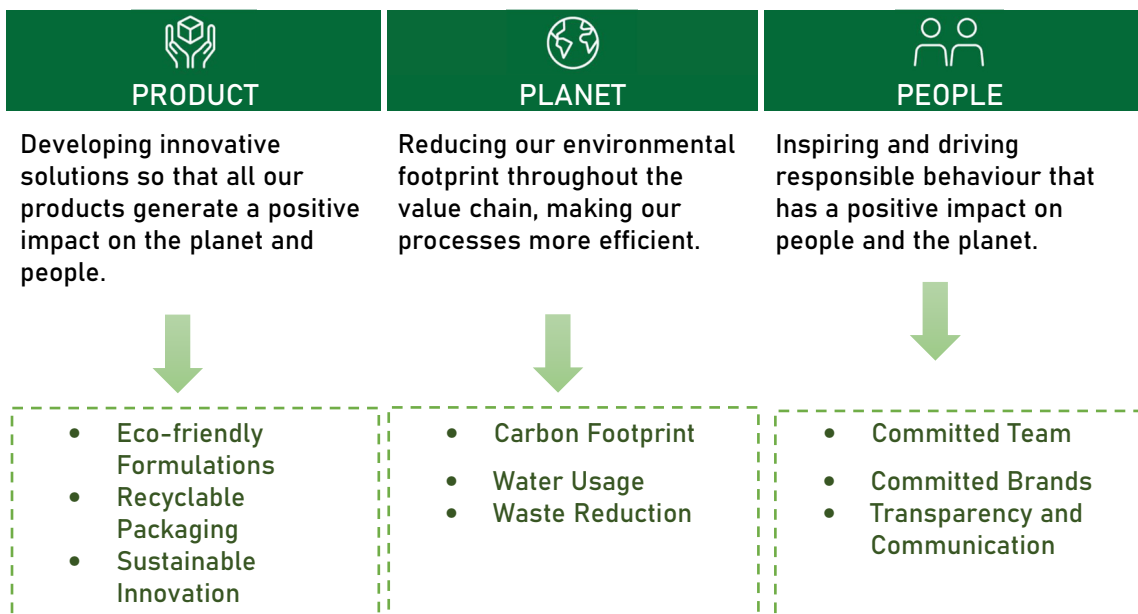 PRODUCT
Developing innovative
solutions so that all our
products generate a positive
impact on the planet and
people.
• Eco-friendly
Formulations
• Recyclable
Packaging
• Sustainable
Innovation
PLANET
Reducing our environmental
footprint throughout the
value chain, making our
processes more efficient.
• Carbon Footprint
• Water Usage
• Waste Reduction
PEOPLE
Inspiring and driving
responsible behaviour that
has a positive impact on
people and the planet.
• Committed Team
• Committed Brands
• Transparency and
Communication